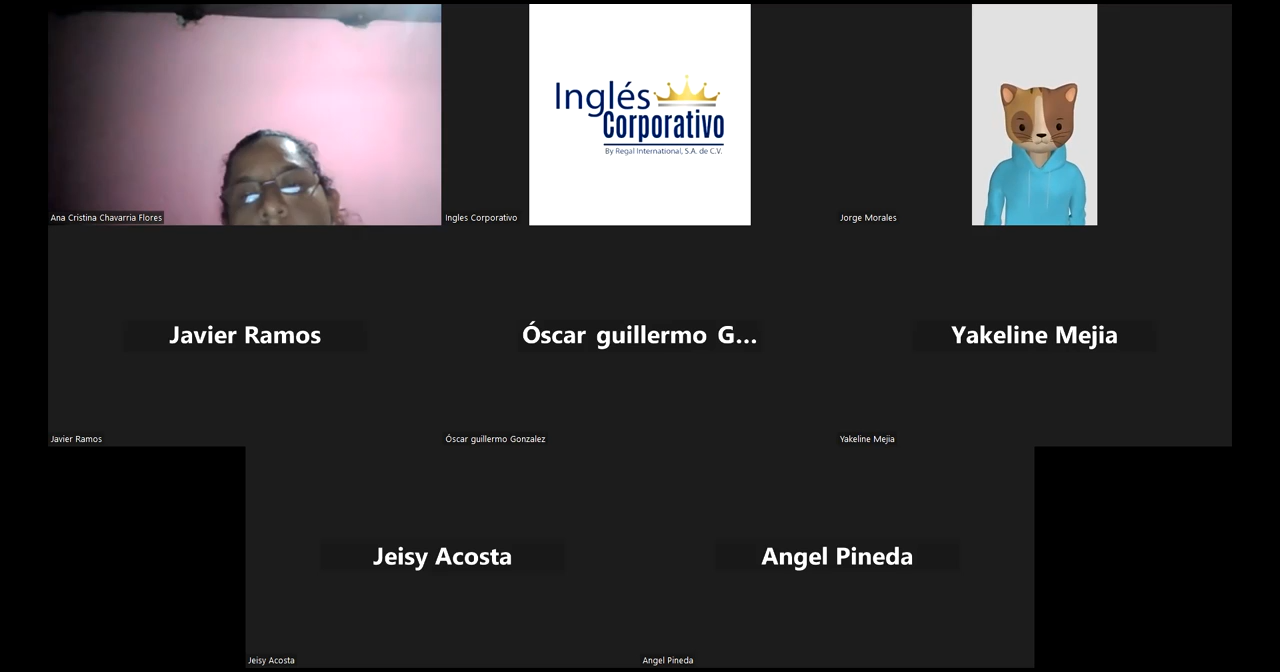 Ana Cristina Chavarria Flores
Inglés
Corporativo
By Regal International, S.A. de C.V.
Ingles Corporativo
Jorge Morales
Javier Ramos
Óscar guillermo G...
Yakeline Mejia
Javier Ramos
Óscar guillermo Gonzalez
Yakeline Mejia
Jeisy Acosta
Angel Pineda
Jeisy Acosta
Angel Pineda